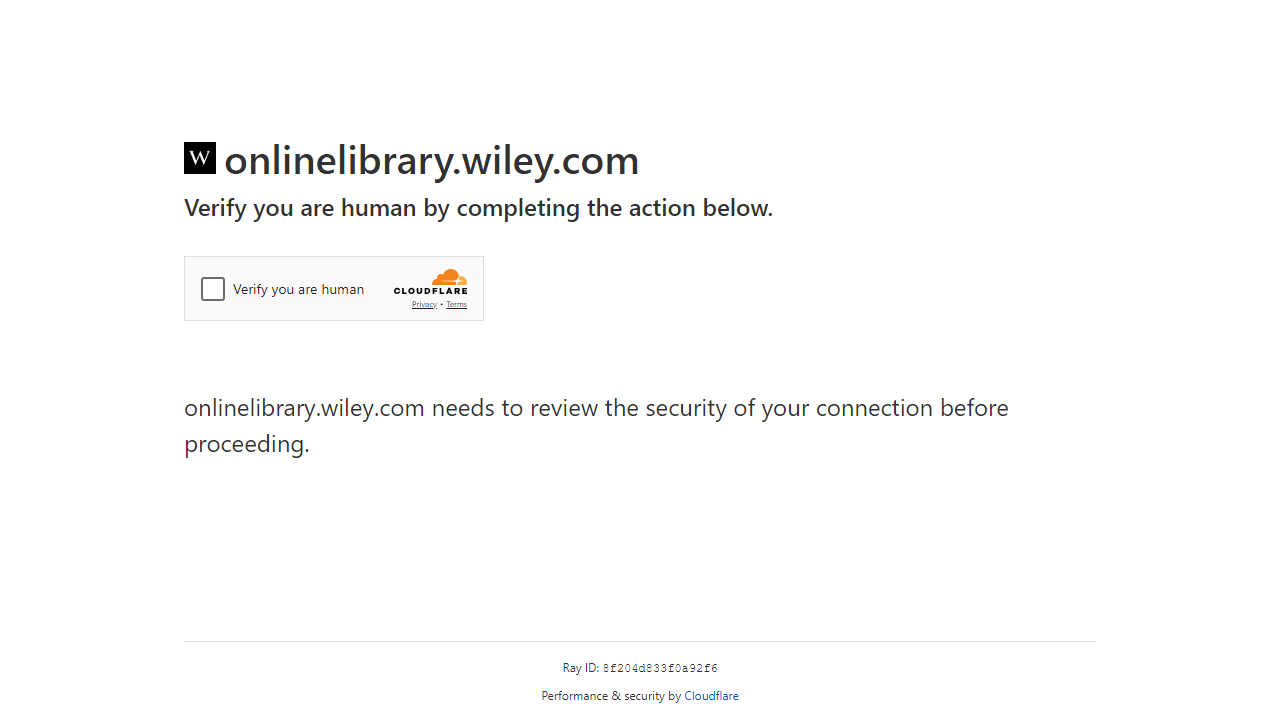 W onlinelibrary.wiley.com
Verify you are human by completing the action below.
Verify you are human
CLOUDFLARE
Privacy • Terms
onlinelibrary.wiley.com needs to review the security of your connection before
proceeding.
Ray ID: 8f204d833f0a92f6
Performance & security by Cloudflare